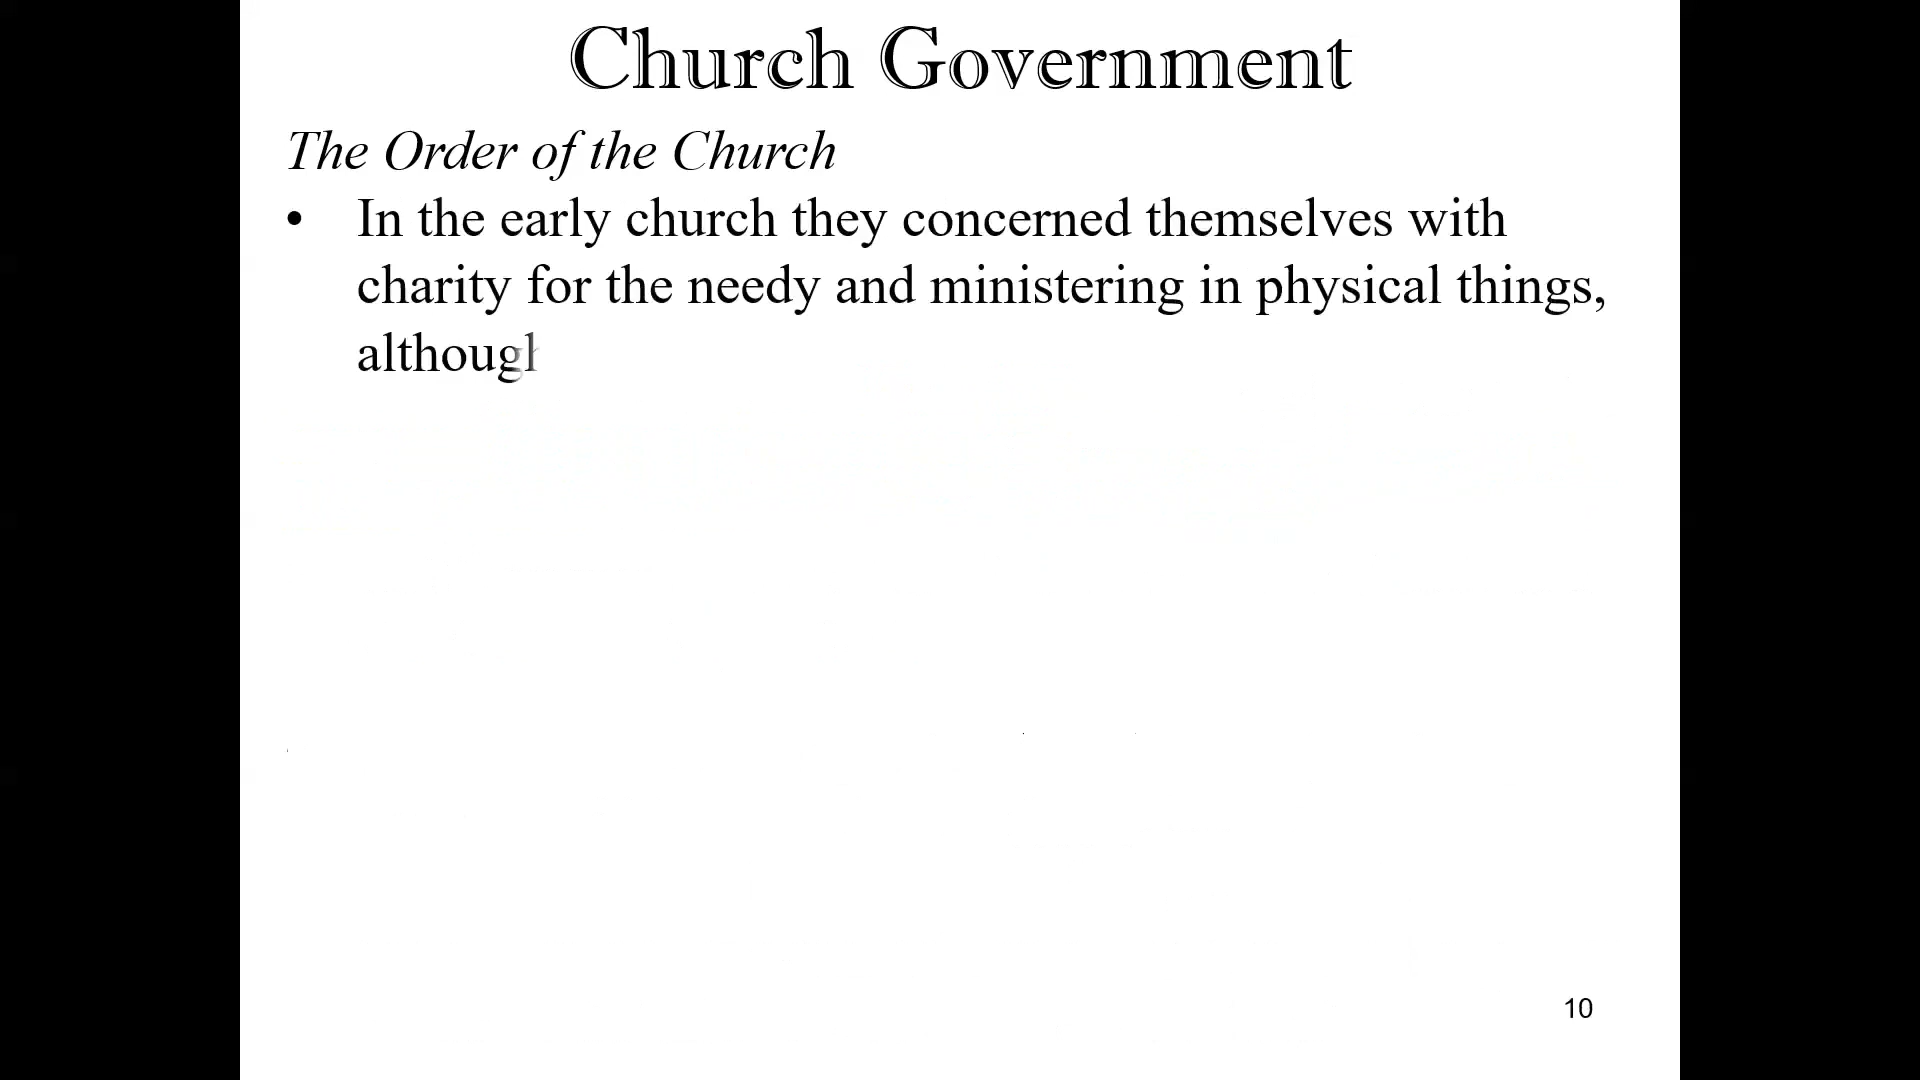 Church Government
The Order of the Church
• In the early church they concerned themselves with
charity for the needy and ministering in physical things,
although
10